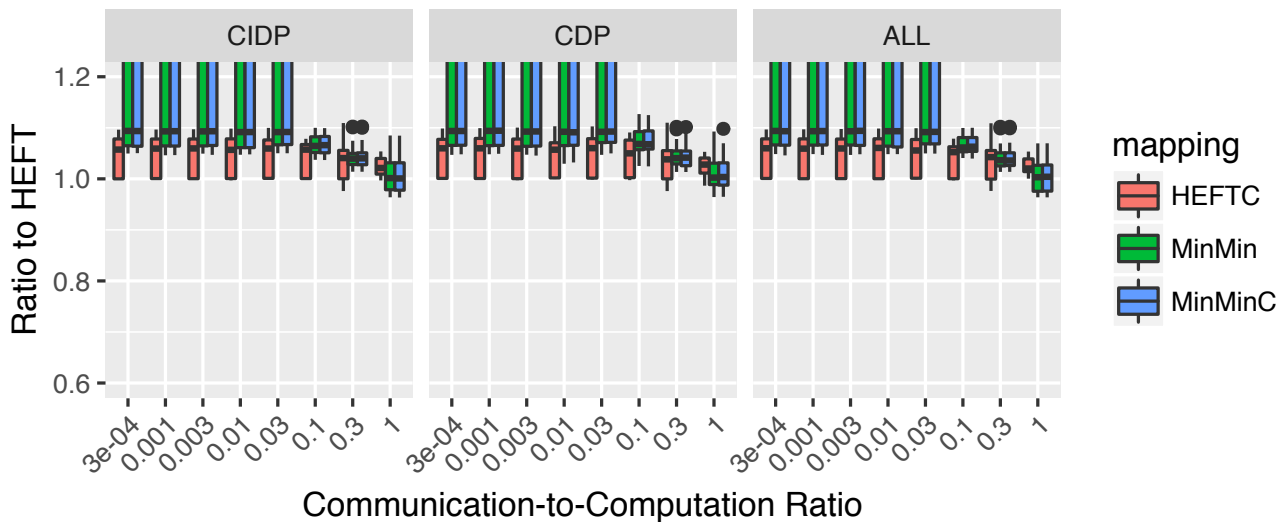 CIDP
CDP
ALL
Ratio to HEFT
1.2
1.0
0.8
0.6
3e-04 0.001 0.003 0.01 0.03 0.1 0.3 1
3e-04 0.001 0.003 0.01 0.03 0.1 0.3 1
3e-04 0.001 0.003 0.01 0.03 0.1 0.3 1
Communication-to-Computation Ratio
mapping
HEFTC
MinMin
MinMinC